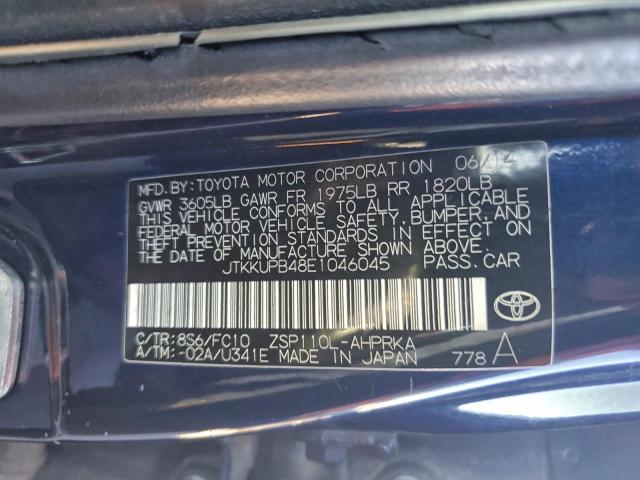 MFD. BY: TOYOTA MOTOR CORPORATION 06/14
GVWR 3605LB GAWR FR 1975LB RR 1820LB
THIS VEHICLE CONFORMS TO ALL APPLICABLE
FEDERAL MOTOR VEHICLE SAFETY, BUMPER, AND
THEFT PREVENTION STANDARDS IN EFFECT ON
THE DATE OF MANUFACTURE SHOWN ABOVE.
JTKKUPB48E1046045 PASS. CAR
C/TR: 8S6/FC10 ZSP110L-AHPRKA
A/TM: -02A/U341E MADE IN JAPAN 778 A